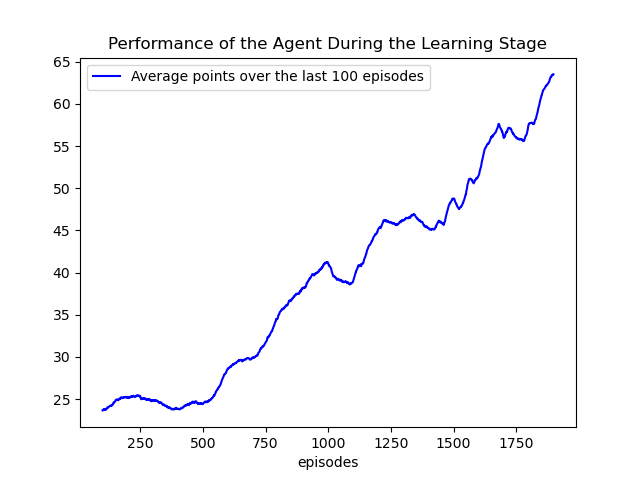 Performance of the Agent During the Learning Stage
Average points over the last 100 episodes
65
60
55
50
45
40
35
30
25
250 500 750 1000 1250 1500 1750
episodes